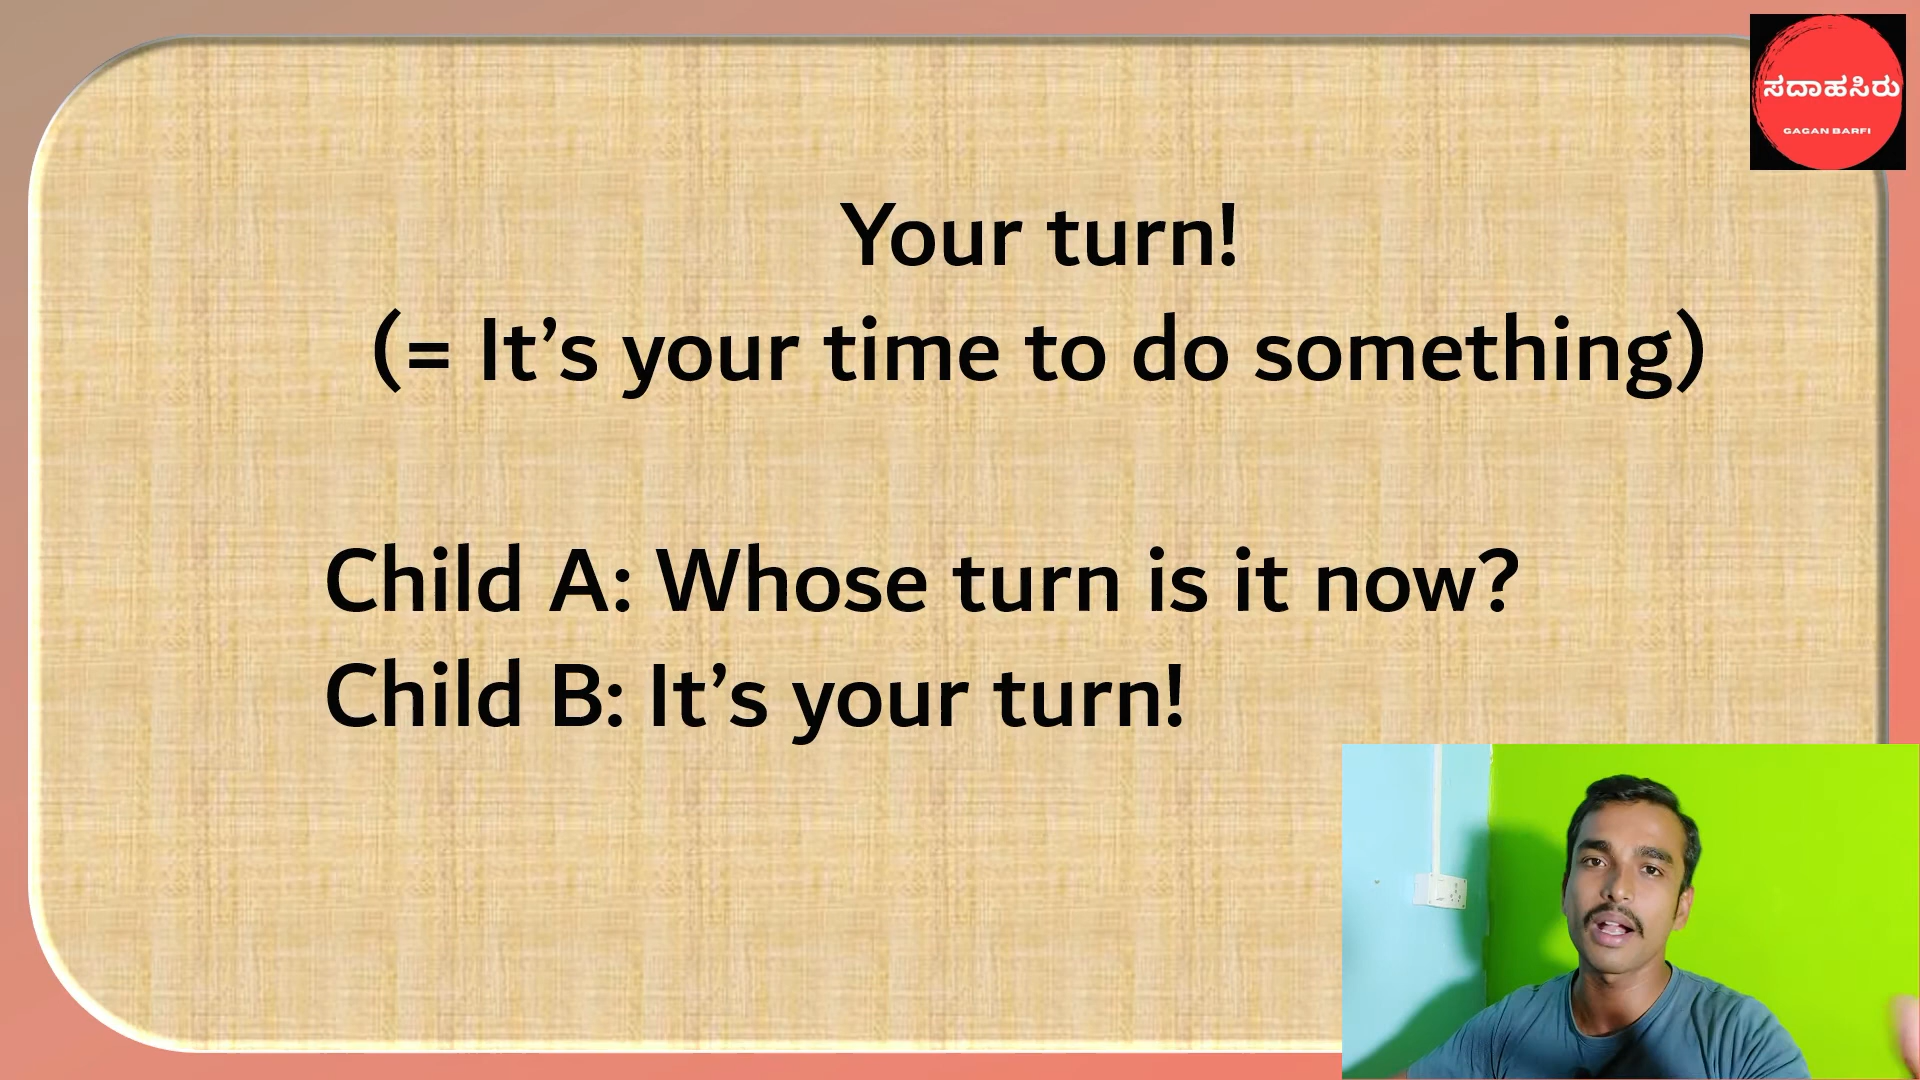 ಸದಾಹಸಿರು
GAGAN BARFI
Your turn!
(= It’s your time to do something)
Child A: Whose turn is it now?
Child B: It’s your turn!